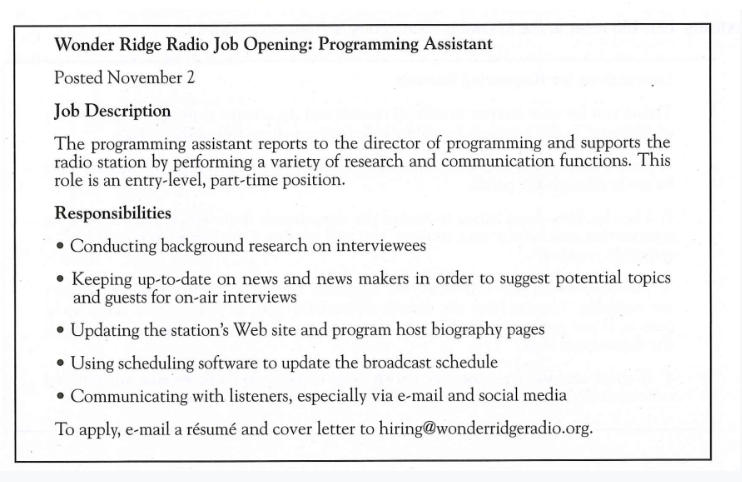 Wonder Ridge Radio Job Opening: Programming Assistant
Posted November 2
Job Description
The programming assistant reports to the director of programming and supports the
radio station by performing a variety of research and communication functions. This
role is an entry-level, part-time position.
Responsibilities
• Conducting background research on interviewees
• Keeping up-to-date on news and news makers in order to suggest potential topics
and guests for on-air interviews
• Updating the station's Web site and program host biography pages
• Using scheduling software to update the broadcast schedule
• Communicating with listeners, especially via e-mail and social media
To apply, e-mail a résumé and cover letter to hiring@wonderridgeradio.org.